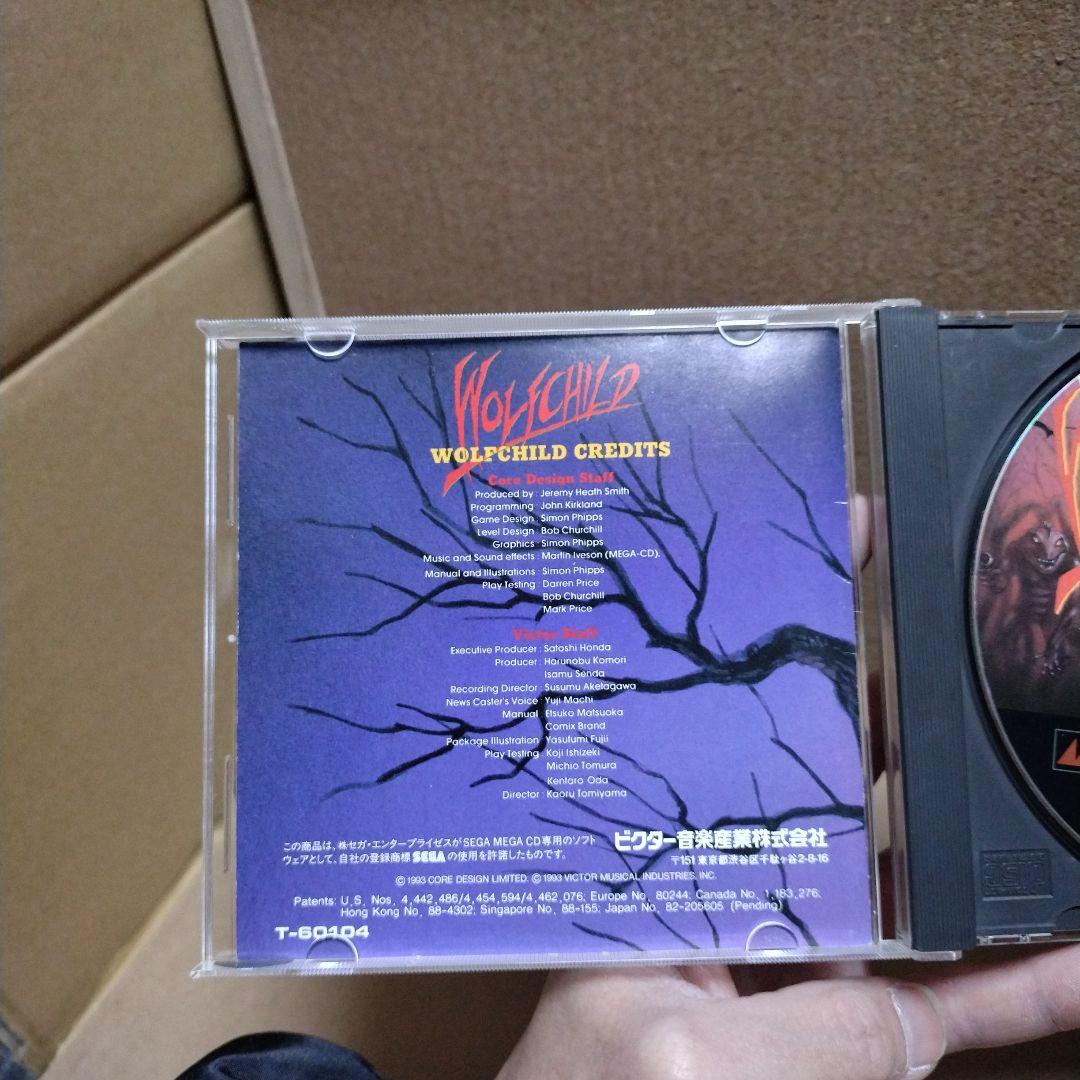 WOLFCHILD
WOLFCHILD CREDITS
Core Design Staff
Produced by : Jeremy Heath Smith
Programming : John Kirkland
Game Design : Simon Phipps
Level Design : Bob Churchill
Graphics : Simon Phipps
Music and Sound effects : Martin Iveson (MEGA-CD).
Manual and Illustrations : Simon Phipps
Play Testing : Darren Price
Bob Churchill
Mark Price
Victor Staff
Executive Producer : Satoshi Honda
Producer : Harunobu Komori
Isamu Senda
Recording Director : Susumu Aketagawa
News Caster's Voice : Yuji Machi
Manual : Etsuko Matsuoka
Comix Brand
Package Illustration : Yasufumi Fujii
Play Testing : Koji Ishizeki
Michio Tomura
Kentaro Oda
Director : Kaoru Tomiyama
この商品は、㈱セガ・エンタープライゼスがSEGA MEGA CD専用のソフト
ウェアとして、自社の登録商標 SEGA の使用を許諾したものです。
ビクター音楽産業株式会社
〒151 東京都渋谷区千駄ヶ谷2-8-16
© 1993 CORE DESIGN LIMITED. © 1993 VICTOR MUSICAL INDUSTRIES, INC.
Patents: U.S. Nos. 4,442,486/4,454,594/4,462,076; Europe No. 80244; Canada No. 1,183,276;
Hong Kong No. 88-4302; Singapore No. 88-155; Japan No. 82-205605 (Pending)
T-60104